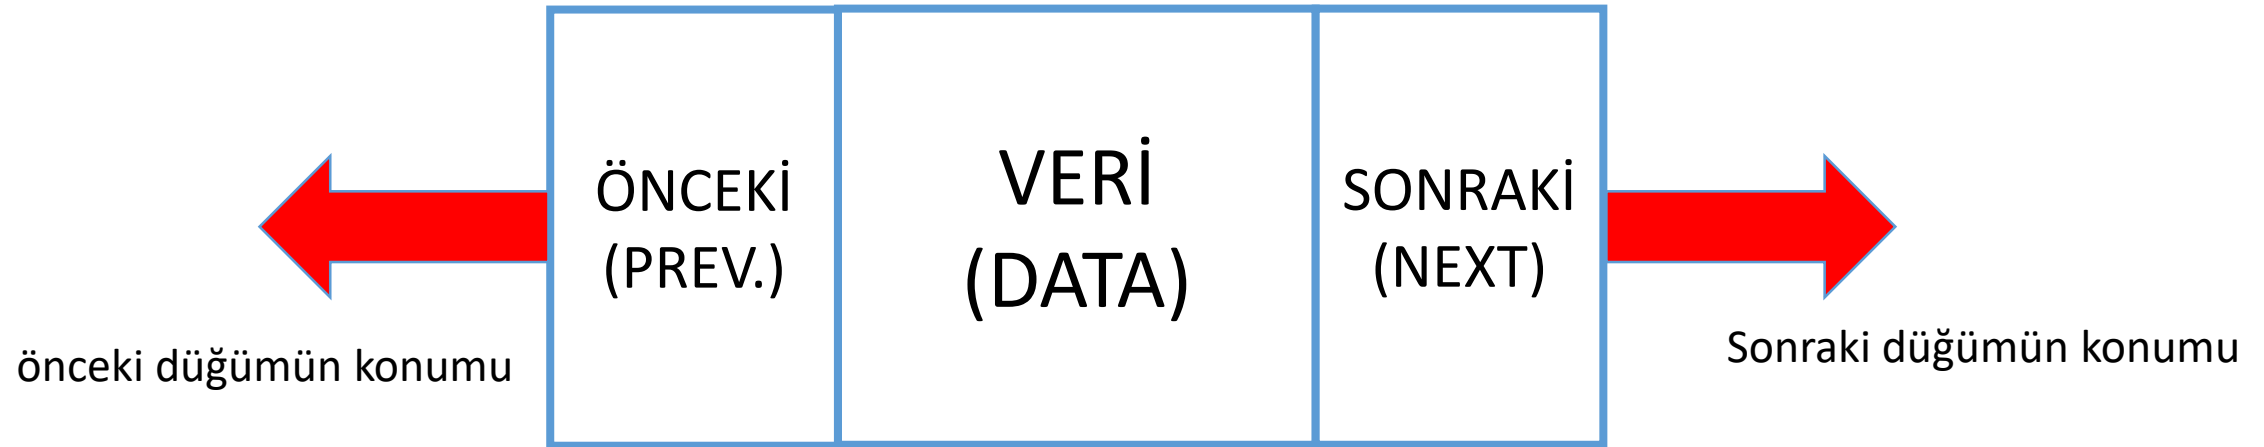 ÖNCEKİ
(PREV.)
VERİ
(DATA)
SONRAKİ
(NEXT)
önceki düğümün konumu
Sonraki düğümün konumu